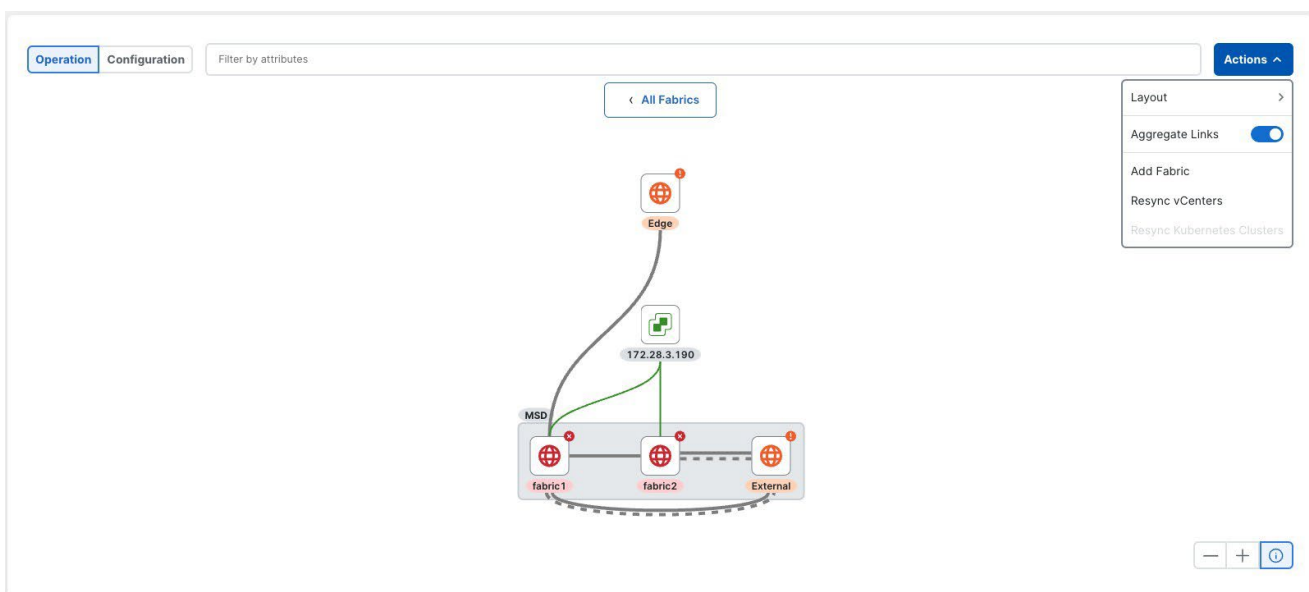 Operation Configuration Filter by attributes Actions
All Fabrics
Layout
Aggregate Links
Add Fabric
Resync vCenters
Resync Kubernetes Clusters
Edge
172.28.3.190
MSD
fabric1 fabric2 External